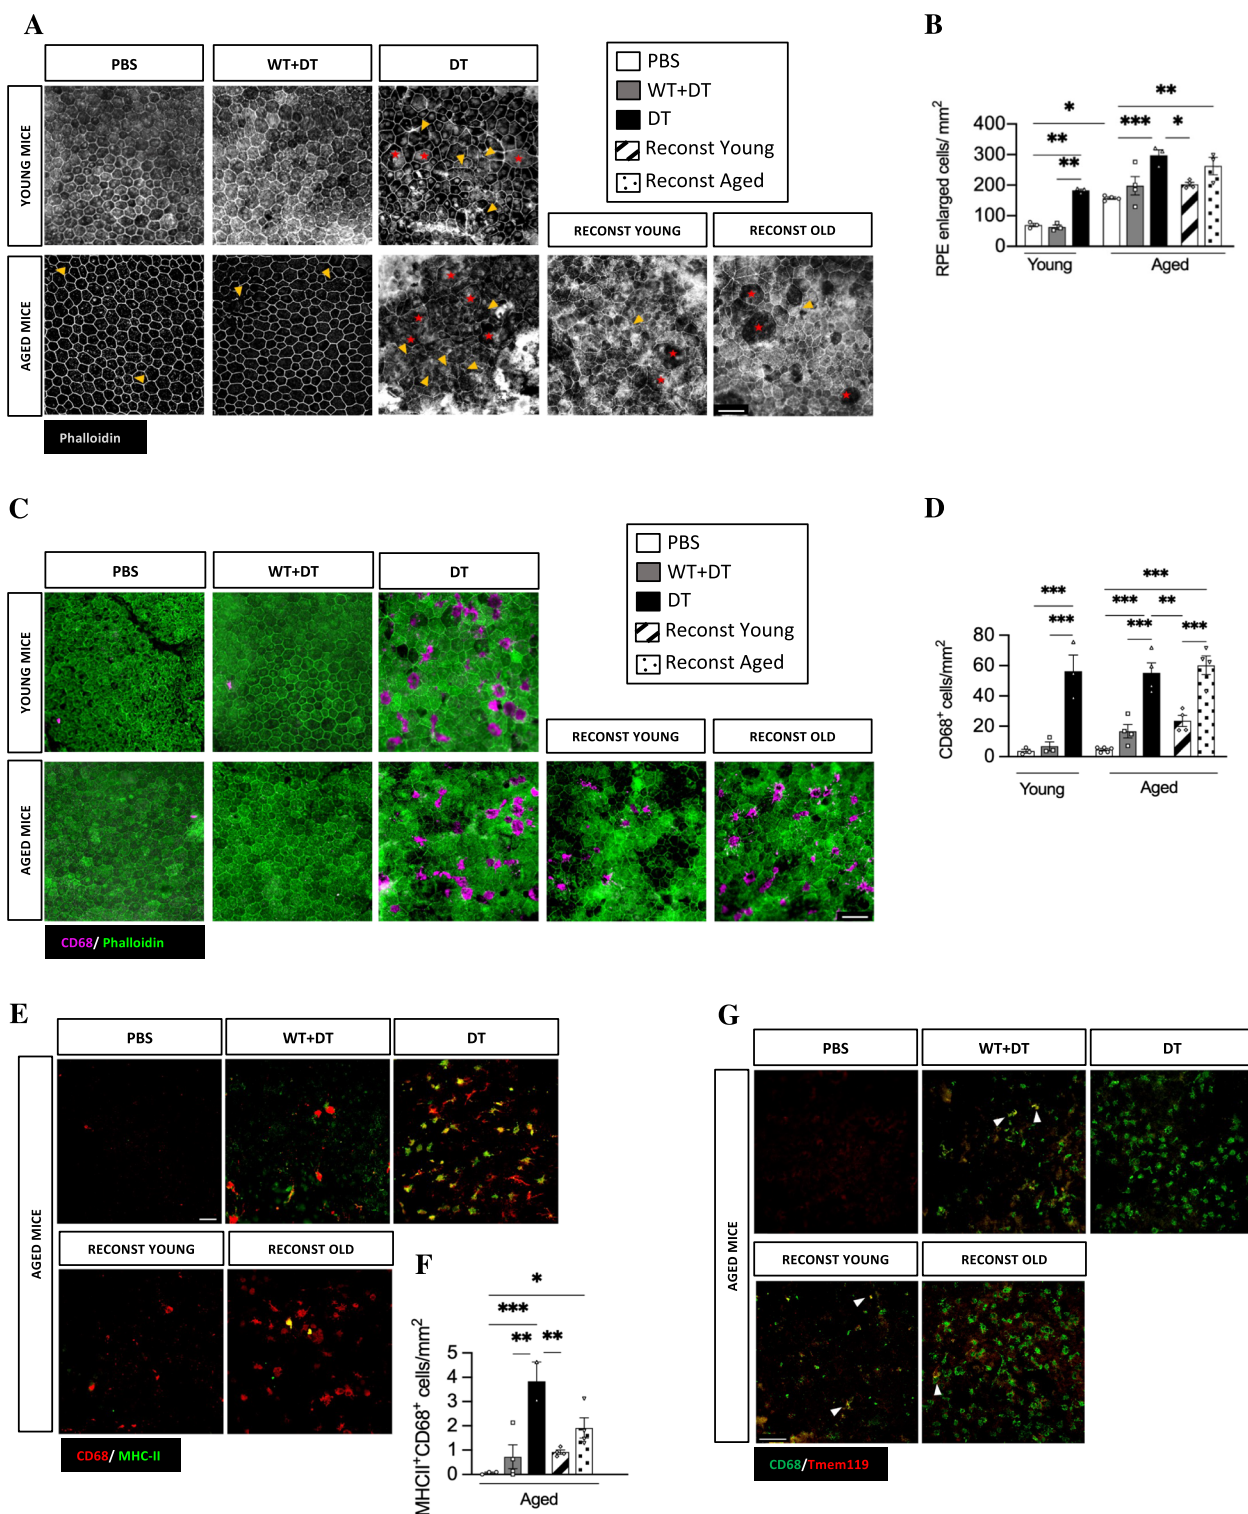 A
PBS
WT+DT
DT
YOUNG MICE
AGED MICE
RECONST YOUNG
RECONST OLD
Phalloidin
PBS
WT+DT
DT
Reconst Young
Reconst Aged
B
RPE enlarged cells/ mm²
400
300
200
100
0
* ** ** *** ** *
Young
Aged
C
PBS
WT+DT
DT
YOUNG MICE
AGED MICE
RECONST YOUNG
RECONST OLD
CD68/ Phalloidin
PBS
WT+DT
DT
Reconst Young
Reconst Aged
D
CD68⁺ cells/mm²
80
60
40
20
0
*** *** *** *** *** ** ***
Young
Aged
E
PBS
WT+DT
DT
AGED MICE
RECONST YOUNG
RECONST OLD
CD68/ MHC-II
F
MHCII⁺CD68⁺ cells/mm²
5
4
3
2
1
0
* *** ** **
Aged
G
PBS
WT+DT
DT
AGED MICE
RECONST YOUNG
RECONST OLD
CD68/Tmem119